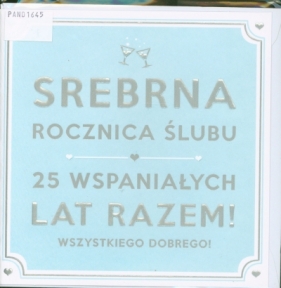 PAN01645
SREBRNA
ROCZNICA ŚLUBU
25 WSPANIAŁYCH
LAT RAZEM!
WSZYSTKIEGO DOBREGO!